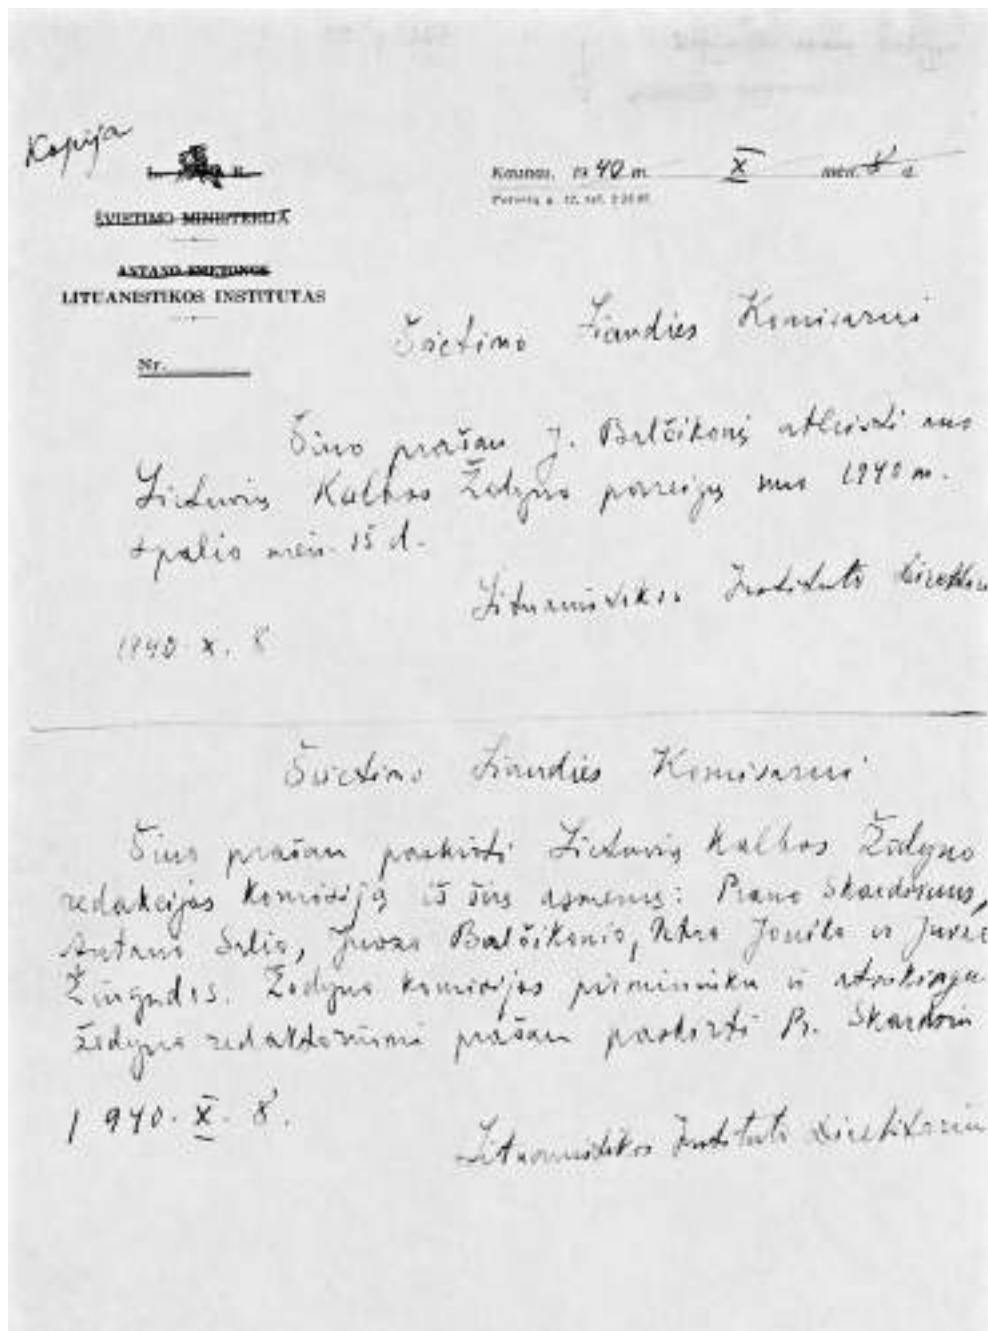 Kopija
ŠVIETIMO MINISTERIJA
ANTANO SMETONOS
LITUANISTIKOS INSTITUTAS
Nr.
Kaunas, 1940 m. X mėn. 8 d.
Švietimo Liaudies Komisarui
Šiuo prašau J. Balčikonį atleisti nuo
Lietuvių Kalbos Žodyno pareigų nuo 1940 m.
spalio mėn. 15 d.
Lituanistikos Instituto Direktorius
1940. X. 8
Švietimo Liaudies Komisarui
Šiuo prašau paskirti Lietuvių Kalbos Žodyno
redakcijos komisiją iš šių asmenų: Prano Skardžiaus,
Antano Salio, Juozo Balčikonio, Petro Joniko ir Juozo
Žiugždos. Žodyno komisijos pirmininku ir atsakingu
žodyno redaktorium prašau paskirti Pr. Skardžių
1940. X. 8.
Lituanistikos Instituto Direktorius